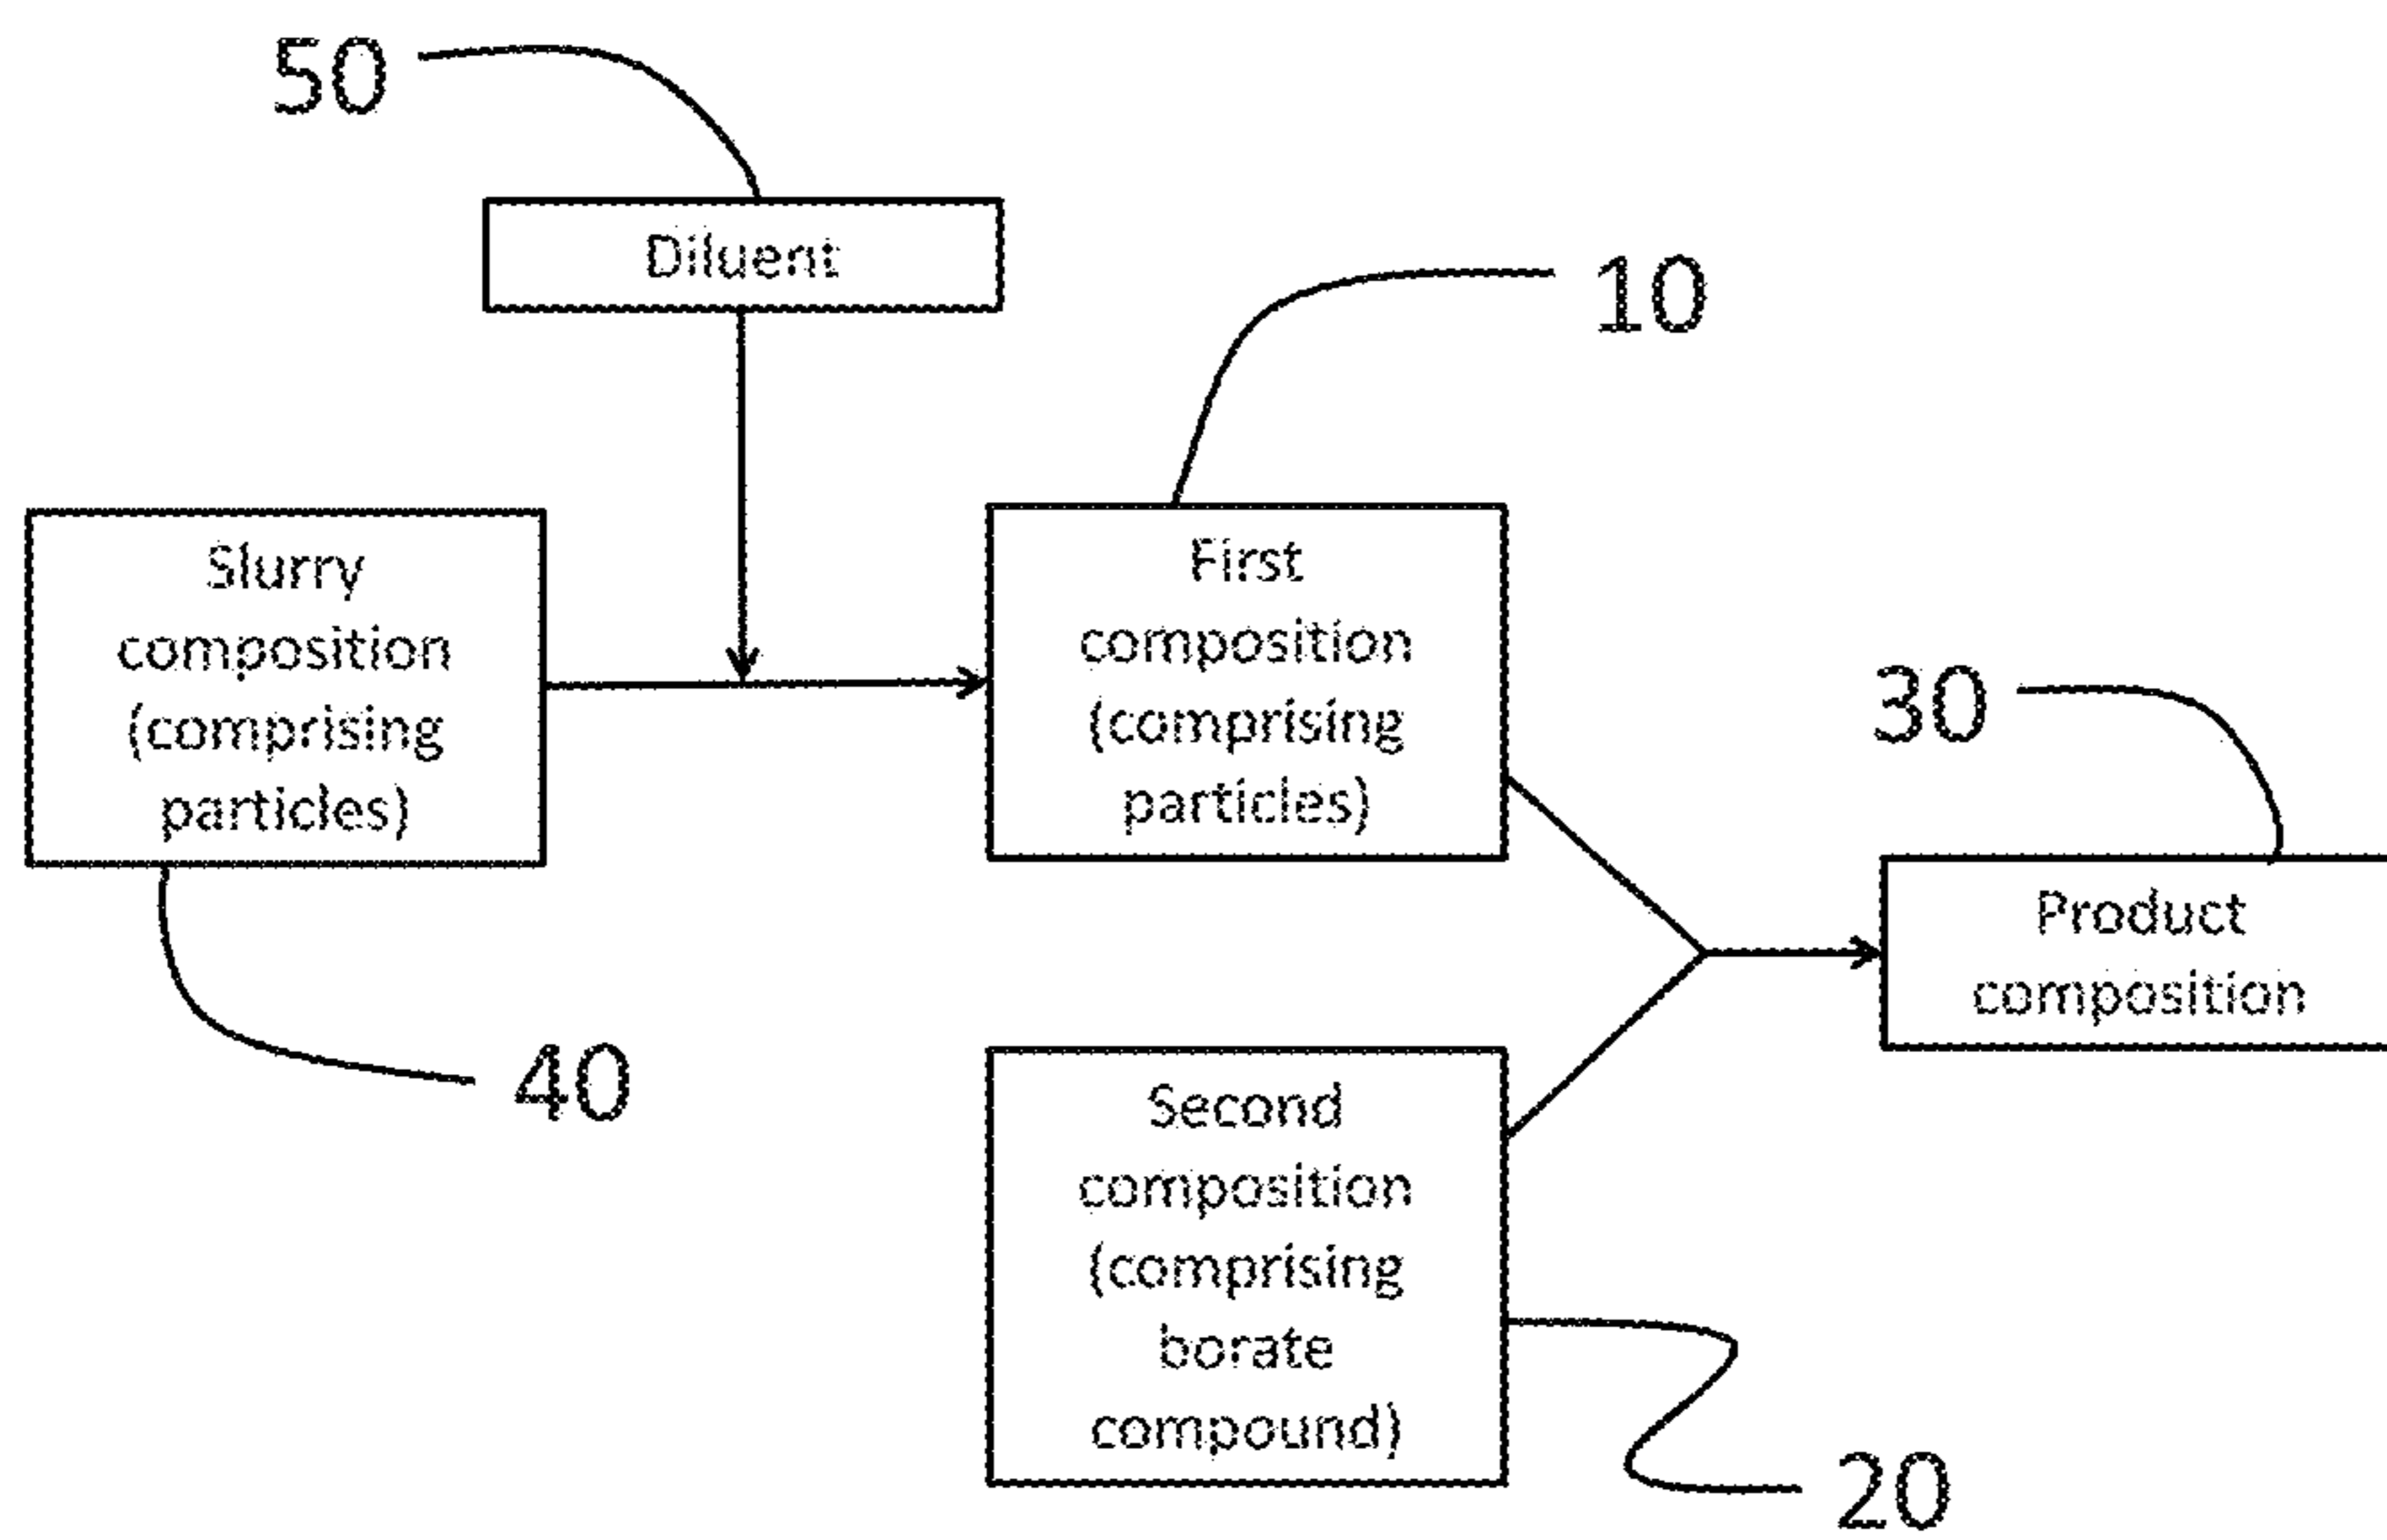 50
Diluent
10
Slurry
composition
(comprising
particles)
First
composition
(comprising
particles)
30
Product
composition
40
Second
composition
(comprising
borate
compound)
20